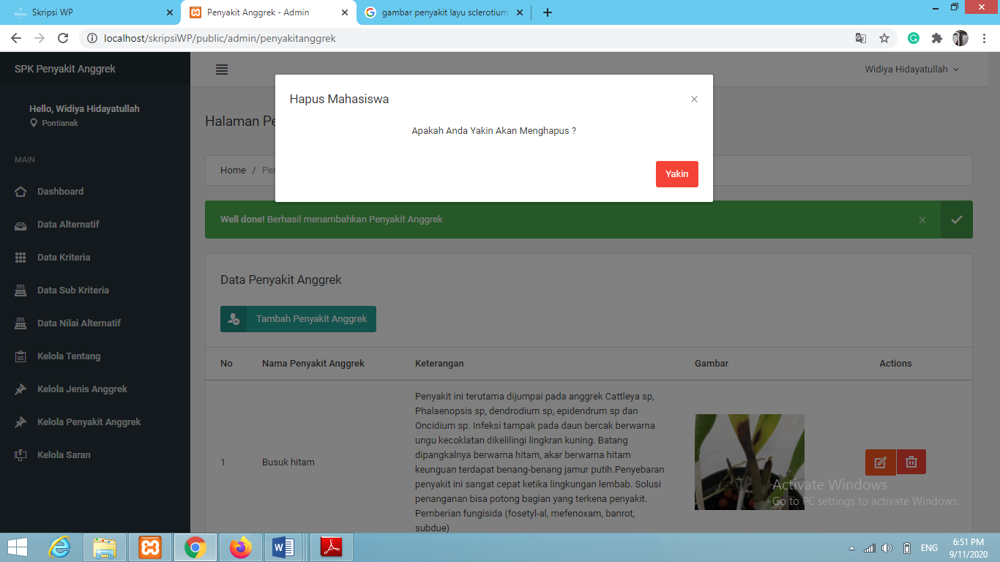 Skripsi WP
Penyakit Anggrek - Admin
gambar penyakit layu sclerotium
localhost/skripsiWP/public/admin/penyakitanggrek
SPK Penyakit Anggrek
Widiya Hidayatullah
Hello, Widiya Hidayatullah
Pontianak
MAIN
Dashboard
Data Alternatif
Data Kriteria
Data Sub Kriteria
Data Nilai Alternatif
Kelola Tentang
Kelola Jenis Anggrek
Kelola Penyakit Anggrek
Kelola Saran
Hapus Mahasiswa
Apakah Anda Yakin Akan Menghapus ?
Yakin
Halaman Pe
Home / Pen
Well done! Berhasil menambahkan Penyakit Anggrek
Data Penyakit Anggrek
Tambah Penyakit Anggrek
No Nama Penyakit Anggrek Keterangan Gambar Actions
1 Busuk hitam
Penyakit ini terutama dijumpai pada anggrek Cattleya sp,
Phalaenopsis sp, dendrodium sp, epidendrum sp dan
Oncidium sp. Infeksi tampak pada daun bercak berwarna
ungu kecoklatan dikelilingi lingkran kuning. Batang
dipangkalnya berwarna hitam, akar berwarna hitam
keunguan terdapat benang-benang jamur putih.Penyebaran
penyakit ini sangat cepat ketika lingkungan lembab. Solusi
penanganan bisa potong bagian yang terkena penyakit.
Pemberian fungisida (fosetyl-al, mefenoxam, banrot,
subdue)
Activate Windows
Go to PC settings to activate Windows.
ENG
6:51 PM
9/11/2020